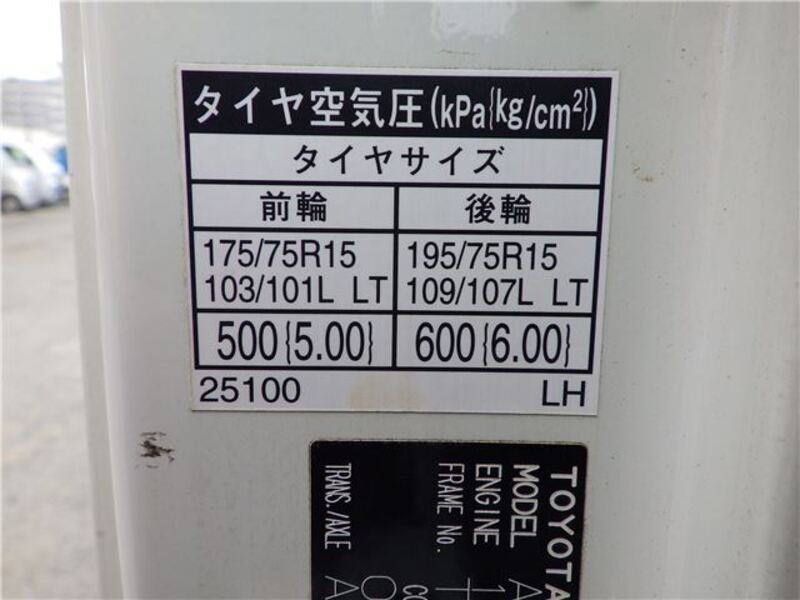 タイヤ空気圧(kPa{kg/cm²})
タイヤサイズ
前輪 後輪
175/75R15 195/75R15
103/101L LT 109/107L LT
500{5.00} 600{6.00}
25100 LH
TOYOTA
MODEL
ENGINE
FRAME No.
TRANS./AXLE